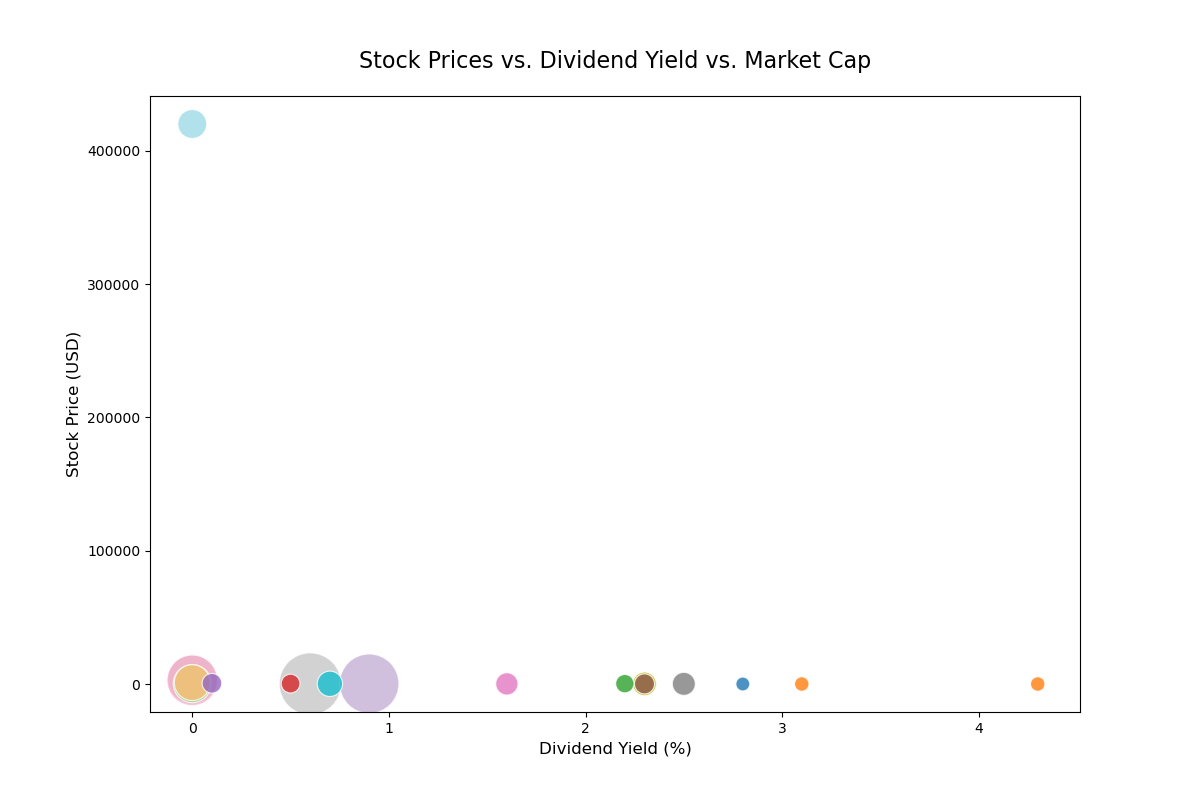 Stock Prices vs. Dividend Yield vs. Market Cap
400000
300000
200000
100000
0
Stock Price (USD)
0 1 2 3 4
Dividend Yield (%)